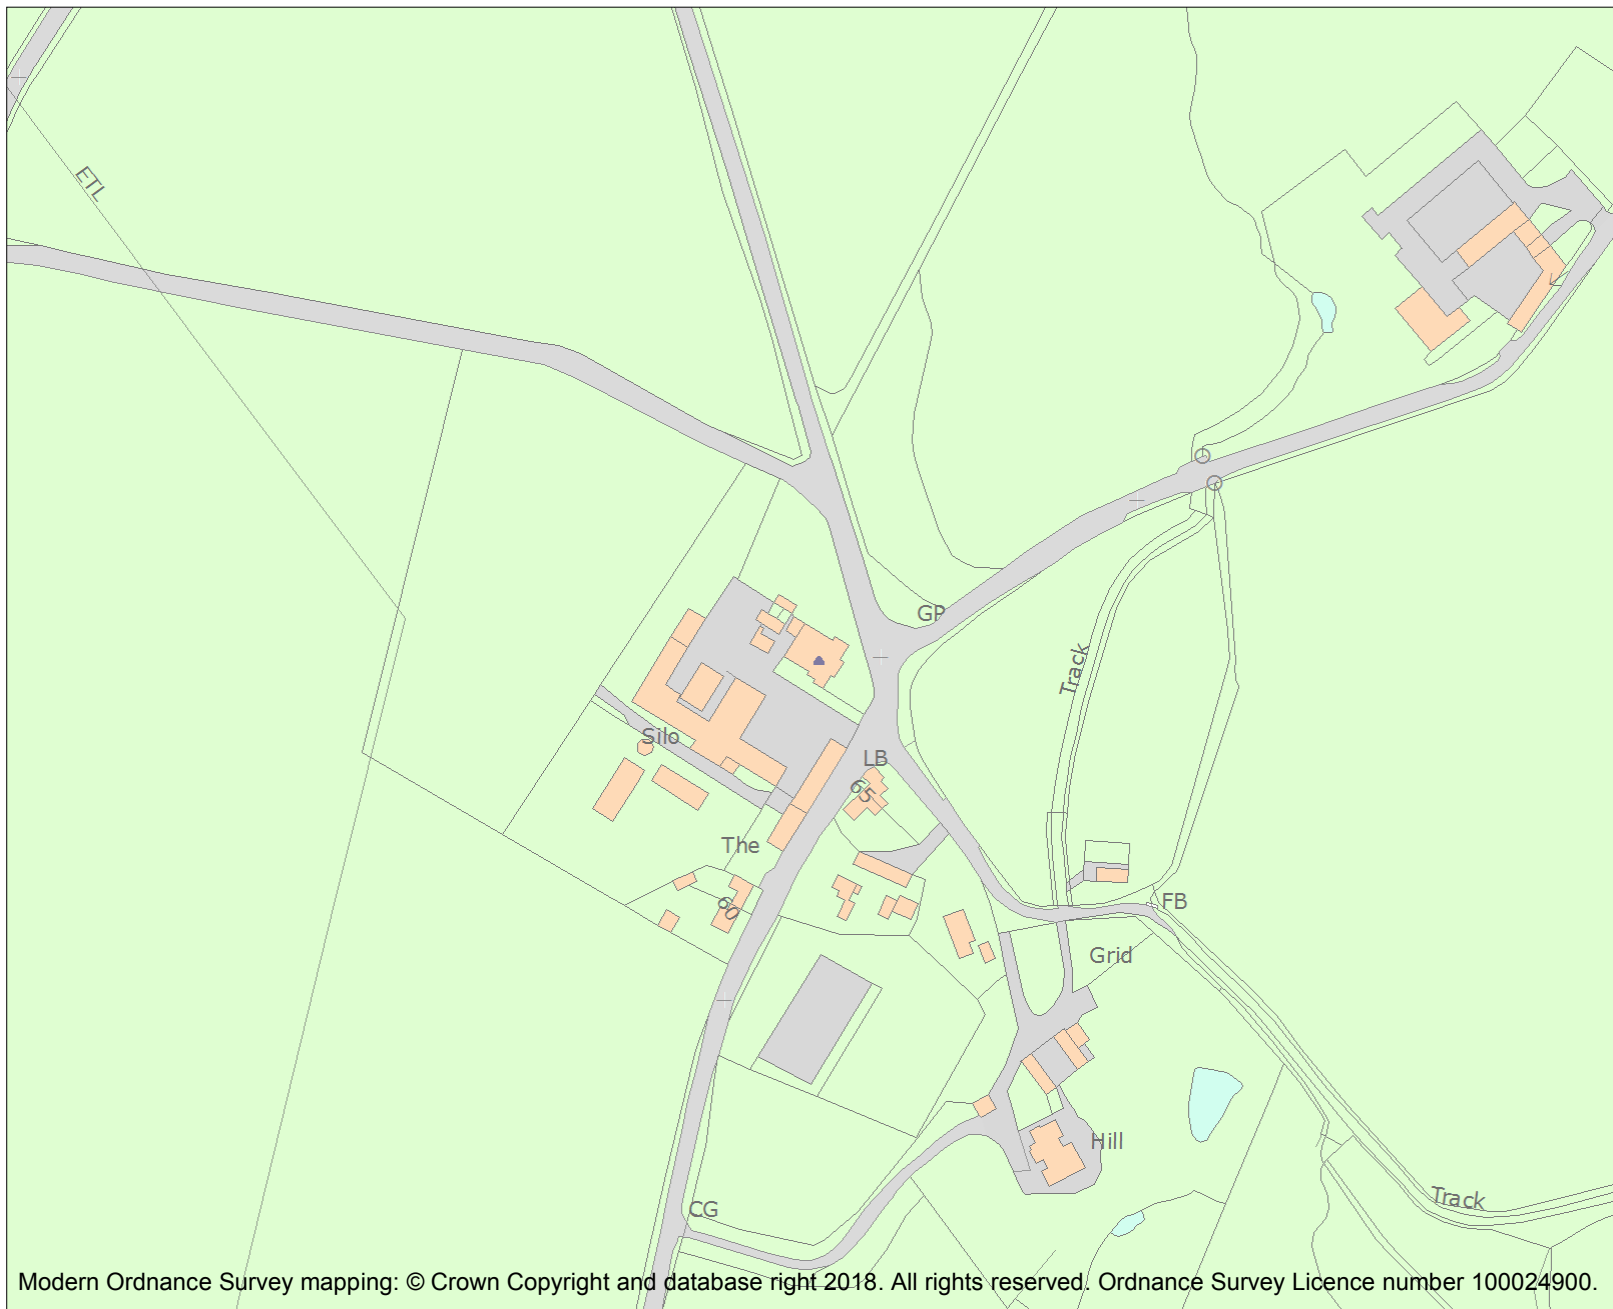 ETL
GP
Track
Silo
LB
65
The
60
FB
Grid
Hill
Track
CG
Modern Ordnance Survey mapping: © Crown Copyright and database right 2018. All rights reserved. Ordnance Survey Licence number 100024900.